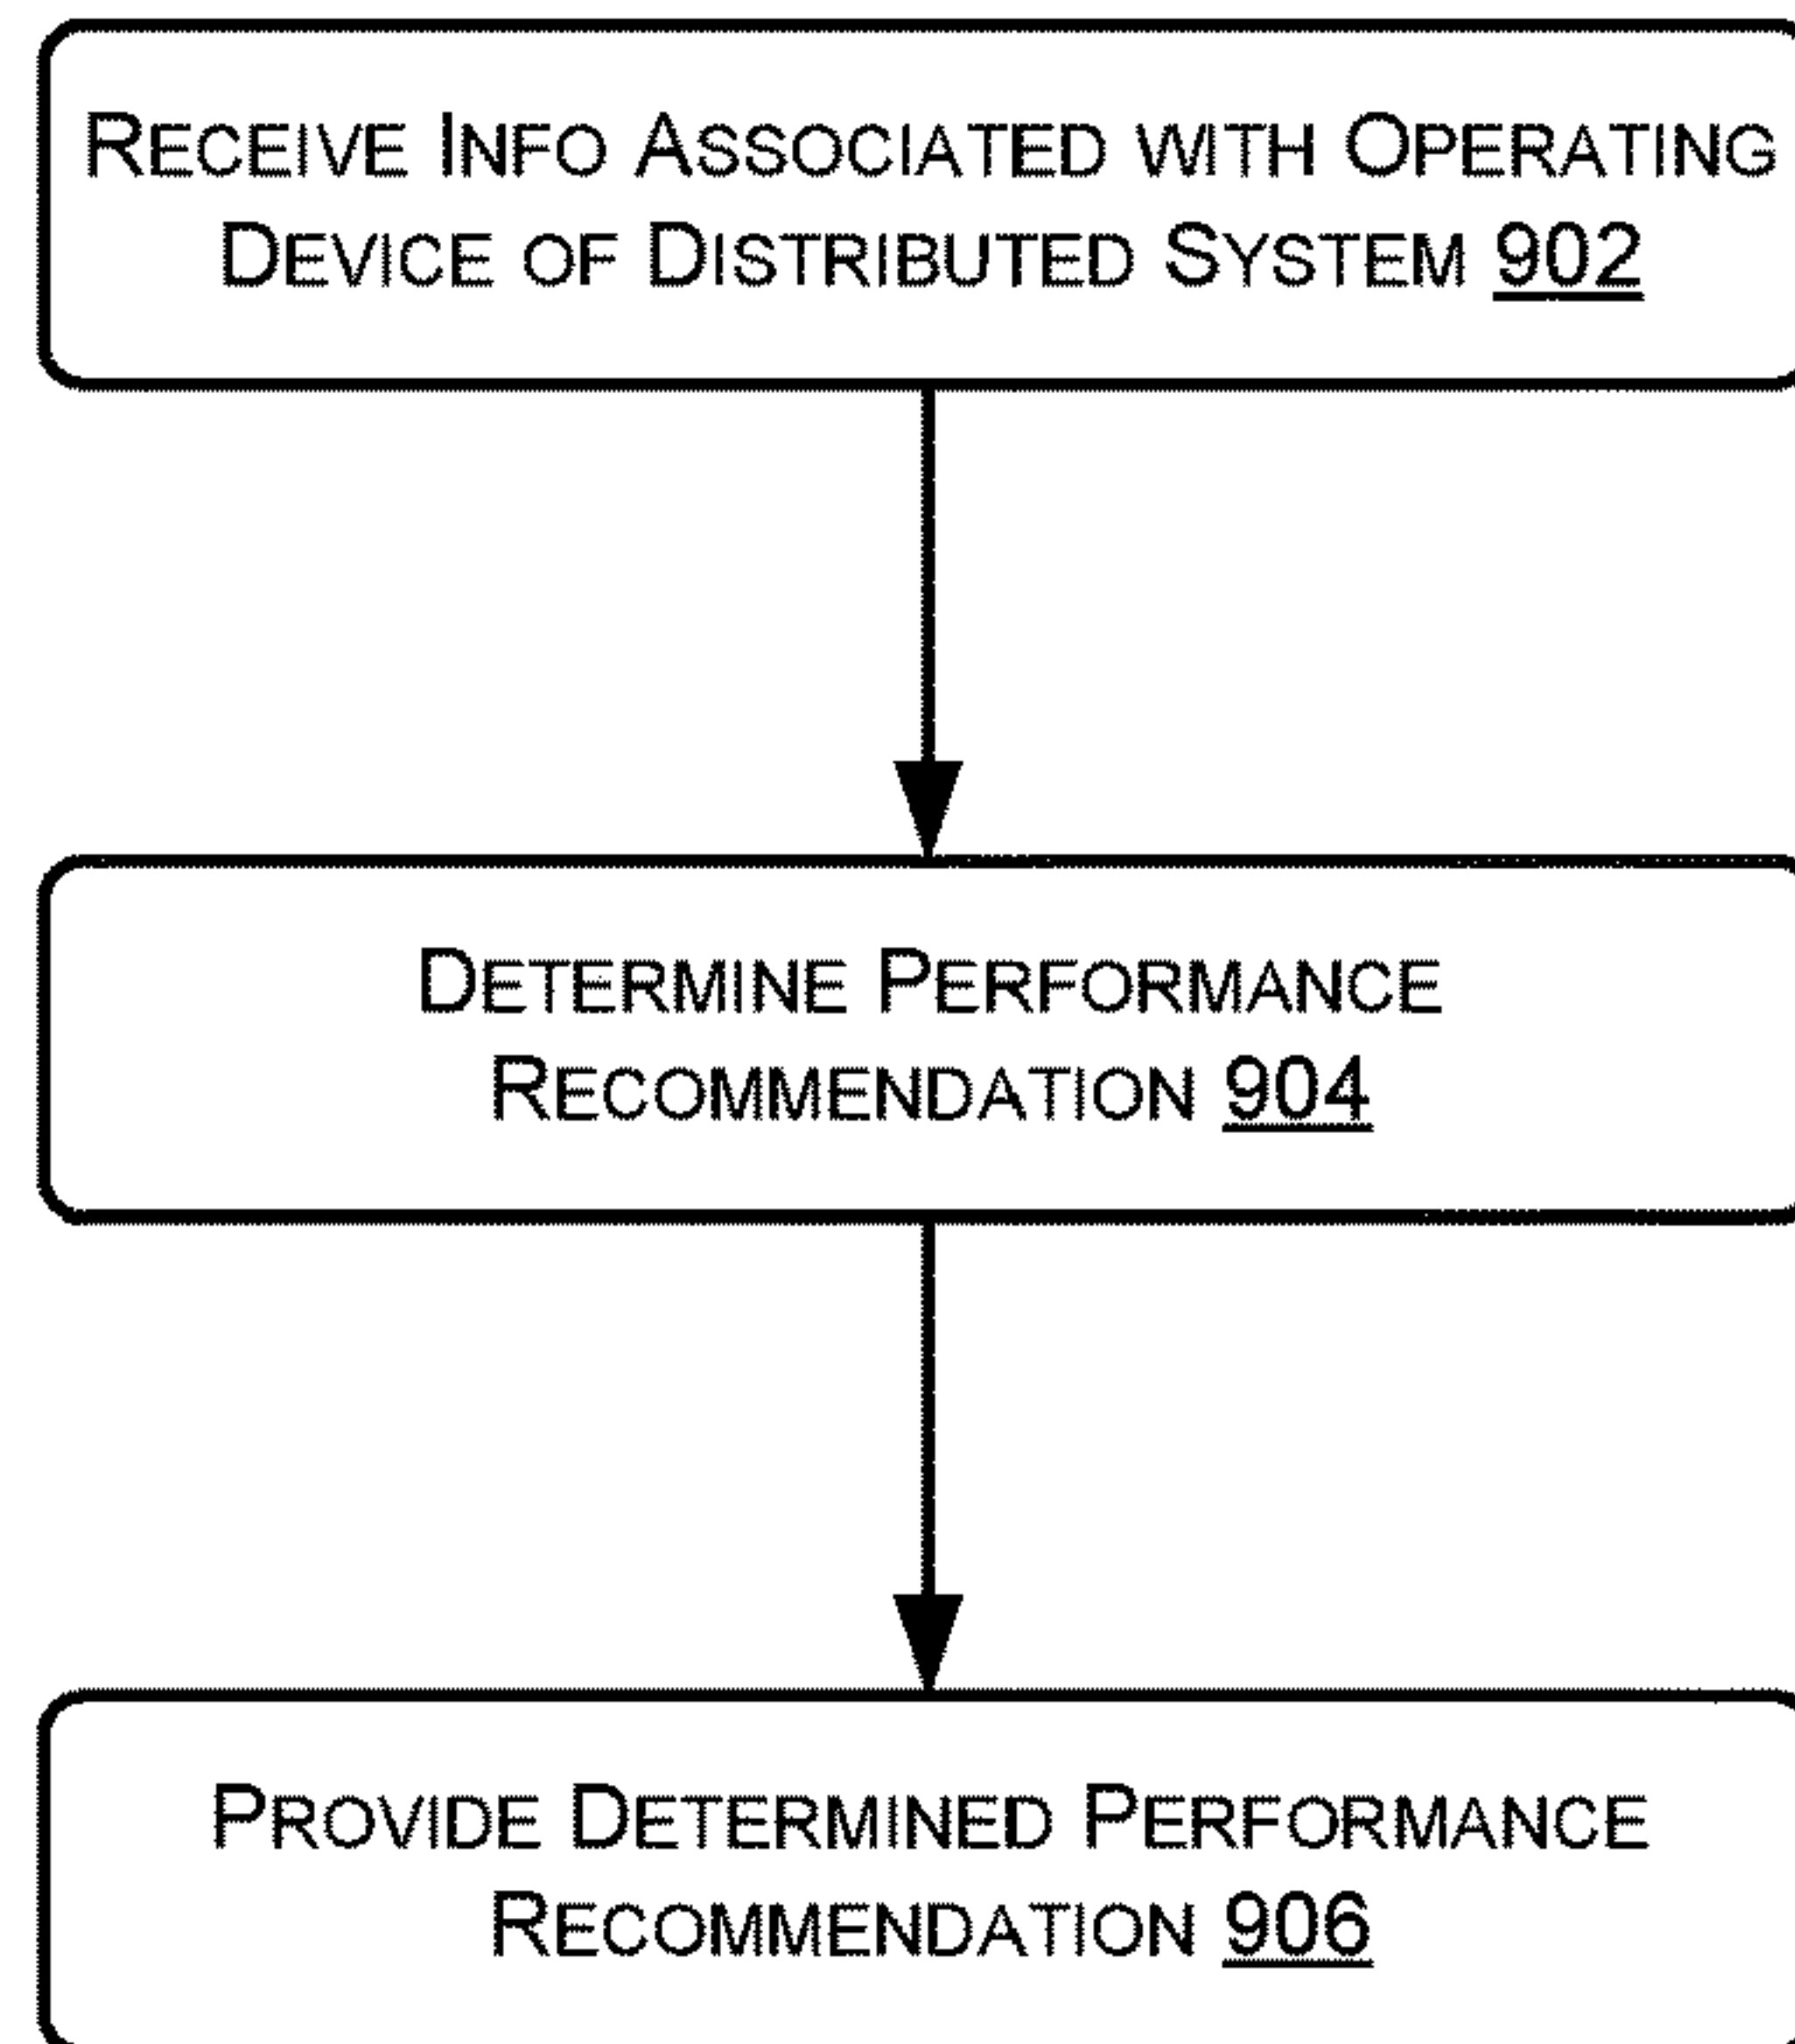 RECEIVE INFO ASSOCIATED WITH OPERATING
DEVICE OF DISTRIBUTED SYSTEM 902
DETERMINE PERFORMANCE
RECOMMENDATION 904
PROVIDE DETERMINED PERFORMANCE
RECOMMENDATION 906